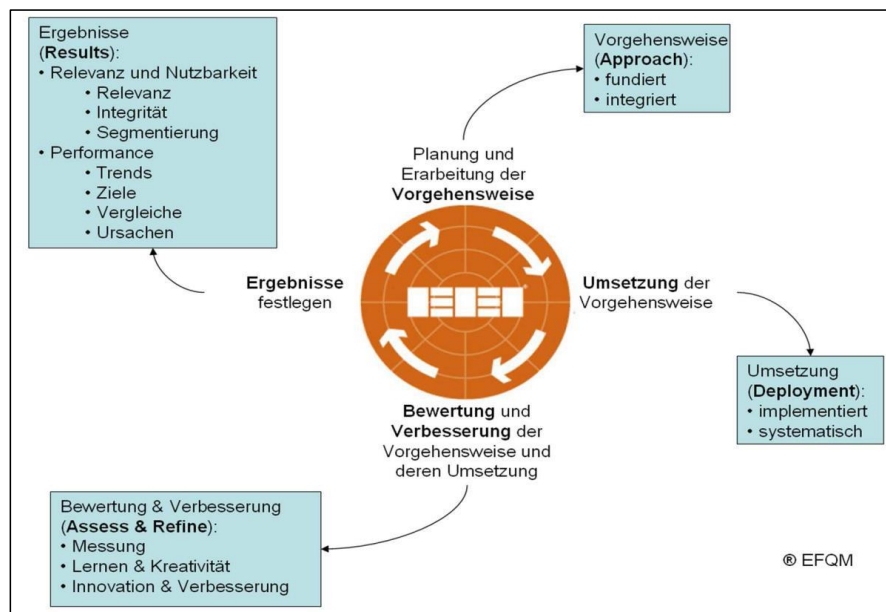 Ergebnisse
(Results):
• Relevanz und Nutzbarkeit
• Relevanz
• Integrität
• Segmentierung
• Performance
• Trends
• Ziele
• Vergleiche
• Ursachen
Vorgehensweise
(Approach):
• fundiert
• integriert
Planung und
Erarbeitung der
Vorgehensweise
Ergebnisse
festlegen
Umsetzung der
Vorgehensweise
Umsetzung
(Deployment):
• implementiert
• systematisch
Bewertung und
Verbesserung der
Vorgehensweise und
deren Umsetzung
Bewertung & Verbesserung
(Assess & Refine):
• Messung
• Lernen & Kreativität
• Innovation & Verbesserung
® EFQM